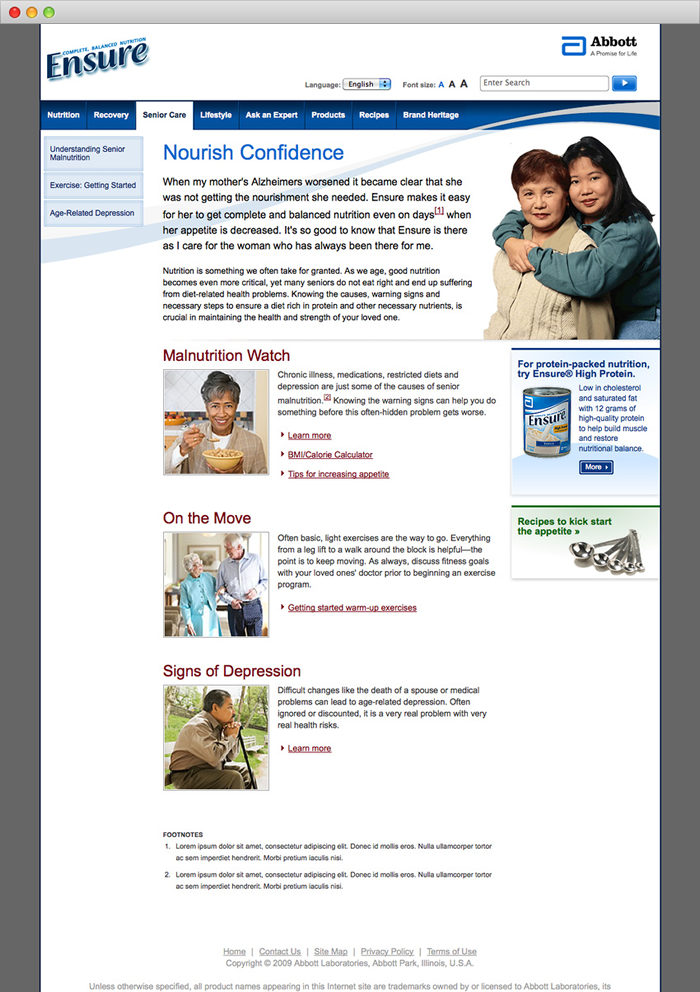 COMPLETE, BALANCED NUTRITION
Ensure
Abbott
A Promise for Life
Language: English Font size: A A A Enter Search
Nutrition Recovery Senior Care Lifestyle Ask an Expert Products Recipes Brand Heritage
Understanding Senior
Malnutrition
Exercise: Getting Started
Age-Related Depression
Nourish Confidence
When my mother's Alzheimers worsened it became clear that she
was not getting the nourishment she needed. Ensure makes it easy
for her to get complete and balanced nutrition even on days[1] when
her appetite is decreased. It's so good to know that Ensure is there
as I care for the woman who has always been there for me.
Nutrition is something we often take for granted. As we age, good nutrition
becomes even more critical, yet many seniors do not eat right and end up suffering
from diet-related health problems. Knowing the causes, warning signs and
necessary steps to ensure a diet rich in protein and other necessary nutrients, is
crucial in maintaining the health and strength of your loved one.
Malnutrition Watch
Chronic illness, medications, restricted diets and
depression are just some of the causes of senior
malnutrition.[2] Knowing the warning signs can help you do
something before this often-hidden problem gets worse.
Learn more
BMI/Calorie Calculator
Tips for increasing appetite
For protein-packed nutrition,
try Ensure® High Protein.
Ensure
Low in cholesterol
and saturated fat
with 12 grams of
high-quality protein
to help build muscle
and restore
nutritional balance.
More
Recipes to kick start
the appetite »
On the Move
Often basic, light exercises are the way to go. Everything
from a leg lift to a walk around the block is helpful—the
point is to keep moving. As always, discuss fitness goals
with your loved ones' doctor prior to beginning an exercise
program.
Getting started warm-up exercises
Signs of Depression
Difficult changes like the death of a spouse or medical
problems can lead to age-related depression. Often
ignored or discounted, it is a very real problem with very
real health risks.
Learn more
FOOTNOTES
1. Lorem ipsum dolor sit amet, consectetur adipiscing elit. Donec id mollis eros. Nulla ullamcorper tortor
ac sem imperdiet hendrerit. Morbi pretium iaculis nisi.
2. Lorem ipsum dolor sit amet, consectetur adipiscing elit. Donec id mollis eros. Nulla ullamcorper tortor
ac sem imperdiet hendrerit. Morbi pretium iaculis nisi.
Home | Contact Us | Site Map | Privacy Policy | Terms of Use
Copyright © 2009 Abbott Laboratories, Abbott Park, Illinois, U.S.A.
Unless otherwise specified, all product names appearing in this Internet site are trademarks owned by or licensed to Abbott Laboratories, its